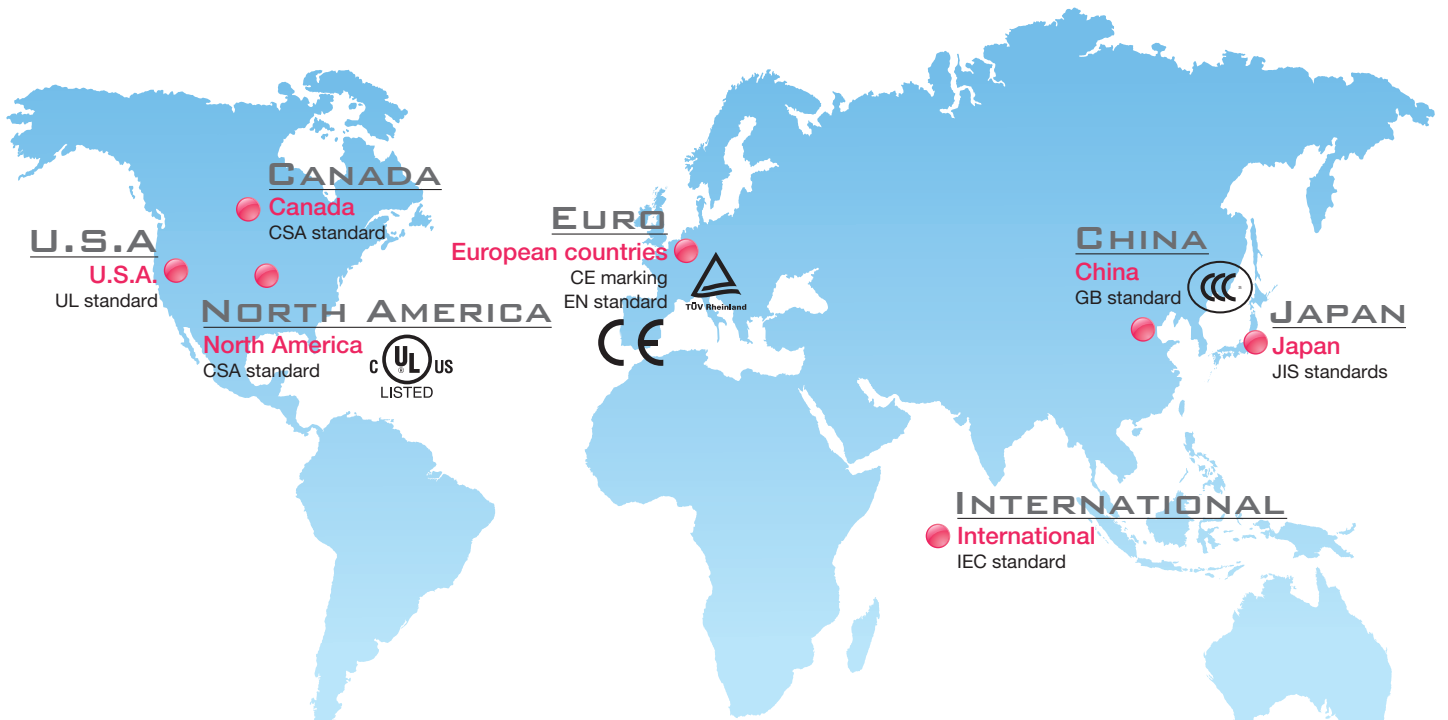 CANADA
Canada
CSA standard
U.S.A
U.S.A.
UL standard
NORTH AMERICA
North America
CSA standard
C UL US
LISTED
EURO
European countries
CE marking
EN standard
TÜV Rheinland
CE
CHINA
China
GB standard
CCC
JAPAN
Japan
JIS standards
INTERNATIONAL
International
IEC standard